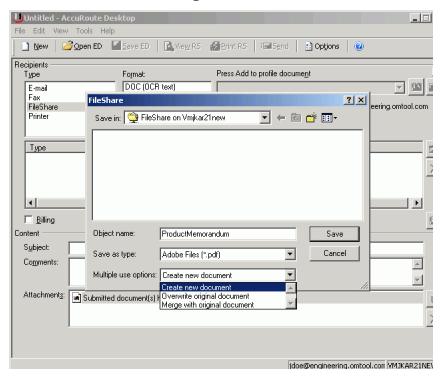 Untitled - AccuRoute Desktop
File Edit View Tools Help
New Open ED Save ED View RS Print RS Send Options
Recipients
Type Format: Press Add to profile document
E-mail DOC (OCR text)
Fax
FileShare eering.omtool.com
Printer
FileShare
Save in: FileShare on Vmjkar21new
Type
Billing
Object name: ProductMemorandum Save
Content
Subject: Save as type: Adobe Files (*.pdf) Cancel
Comments: Multiple use options: Create new document
Create new document
Overwrite original document
Merge with original document
Attachments: Submitted document(s)
jdoe@engineering.omtool.com VMJKAR21NE